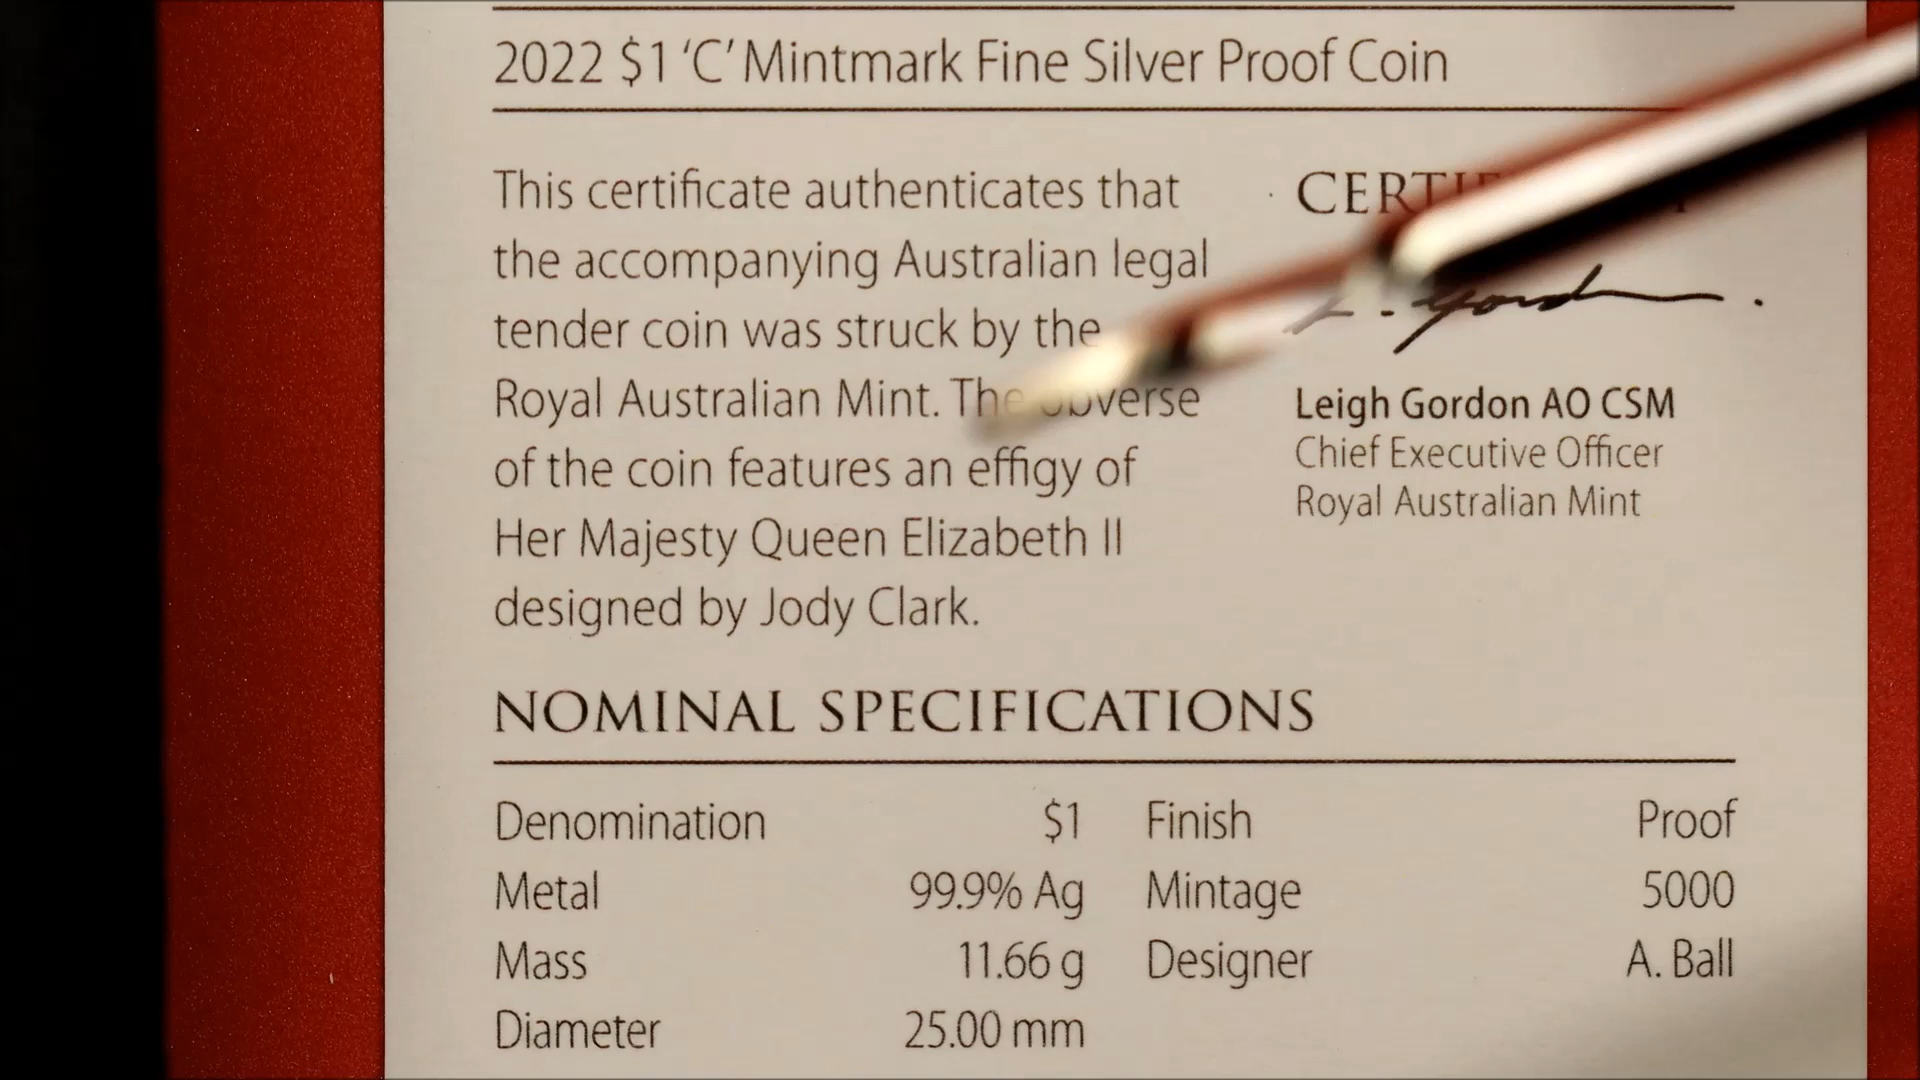 2022 $1 ‘C’ Mintmark Fine Silver Proof Coin
This certificate authenticates that
the accompanying Australian legal
tender coin was struck by the
Royal Australian Mint. The obverse
of the coin features an effigy of
Her Majesty Queen Elizabeth II
designed by Jody Clark.
Leigh Gordon AO CSM
Chief Executive Officer
Royal Australian Mint
NOMINAL SPECIFICATIONS
Denomination $1 Finish Proof
Metal 99.9% Ag Mintage 5000
Mass 11.66 g Designer A. Ball
Diameter 25.00 mm